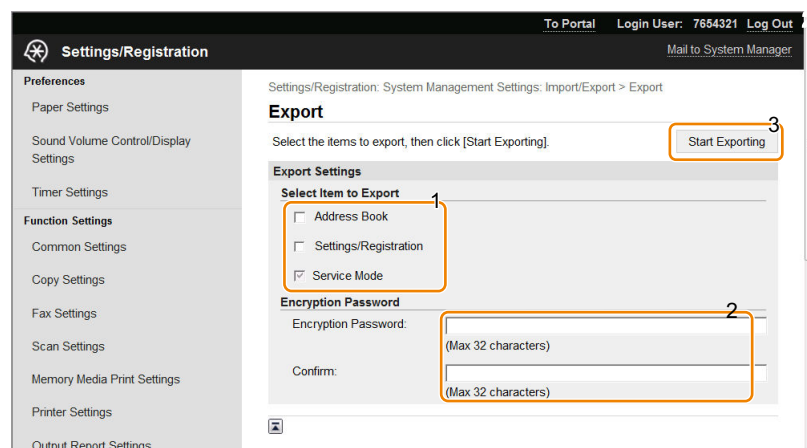 To Portal Login User: 7654321 Log Out
Settings/Registration
Mail to System Manager
Preferences
Paper Settings
Sound Volume Control/Display
Settings
Timer Settings
Function Settings
Common Settings
Copy Settings
Fax Settings
Scan Settings
Memory Media Print Settings
Printer Settings
Output Report Settings
Settings/Registration: System Management Settings: Import/Export > Export
Export
3
Select the items to export, then click [Start Exporting].
Start Exporting
Export Settings
Select Item to Export
1
Address Book
Settings/Registration
Service Mode
Encryption Password
2
Encryption Password:
(Max 32 characters)
Confirm:
(Max 32 characters)